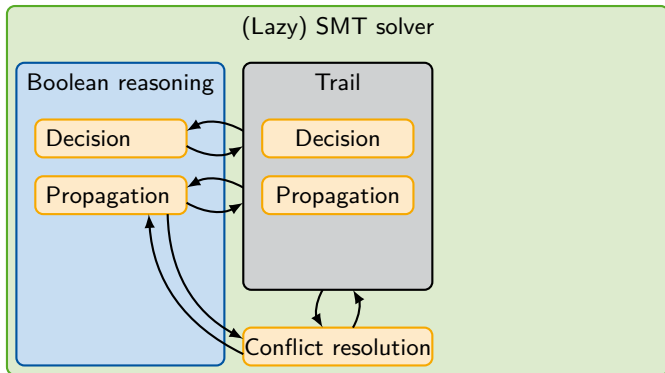 (Lazy) SMT solver
Boolean reasoning
Trail
Decision
Decision
Propagation
Propagation
Conflict resolution